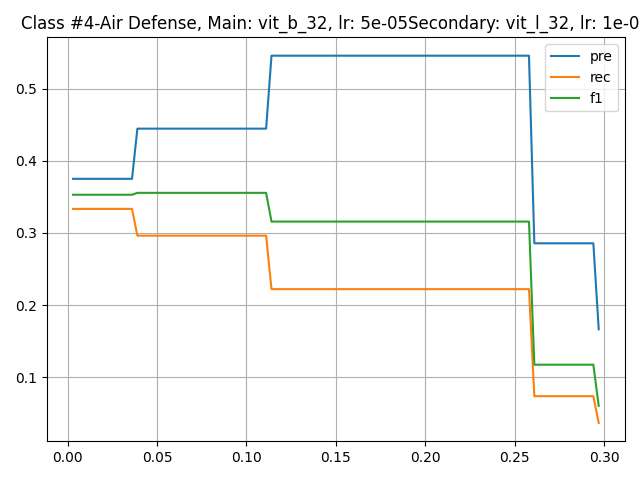 Class #4-Air Defense, Main: vit_b_32, lr: 5e-05Secondary: vit_l_32, lr: 1e-0
pre
rec
f1
0.5
0.4
0.3
0.2
0.1
0.00 0.05 0.10 0.15 0.20 0.25 0.30